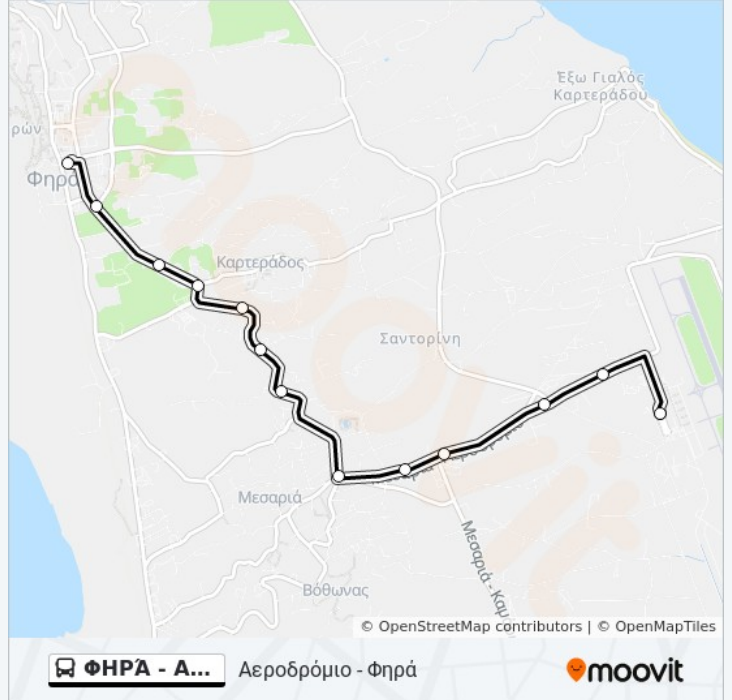 Έξω Γιαλός
Καρτεράδου
ρών
Φηρά
Καρτεράδος
Σαντορίνη
Μεσαριά
Μεσαριά - Καμ
Βόθωνας
© OpenStreetMap contributors | © OpenMapTiles
ΦΗΡΆ - Α...
Αεροδρόμιο - Φηρά
moovit